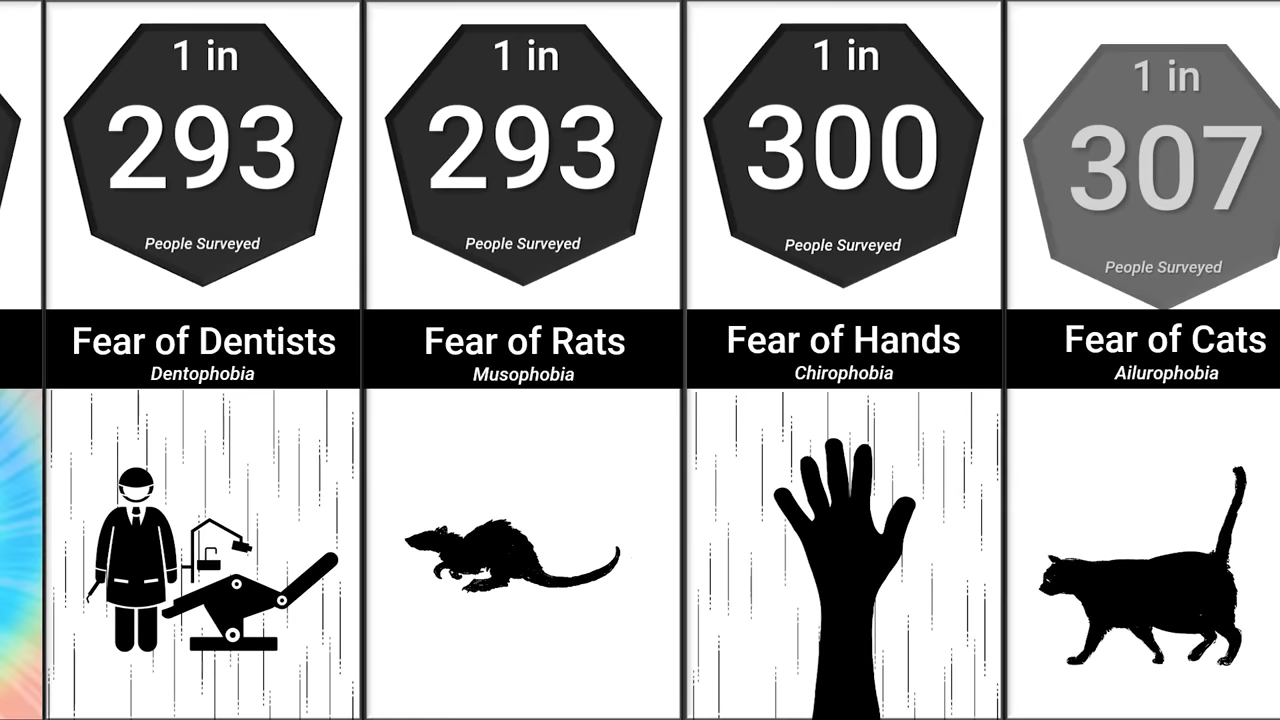 1 in
293
People Surveyed
Fear of Dentists
Dentophobia
1 in
293
People Surveyed
Fear of Rats
Musophobia
1 in
300
People Surveyed
Fear of Hands
Chirophobia
1 in
307
People Surveyed
Fear of Cats
Ailurophobia